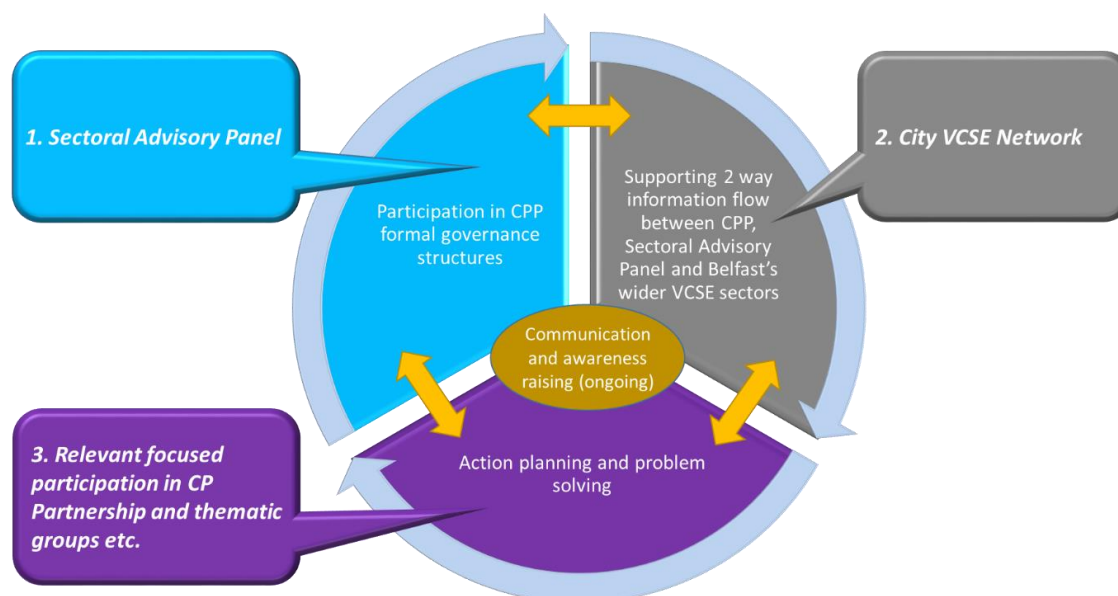 1. Sectoral Advisory Panel
2. City VCSE Network
Participation in CPP
formal governance
structures
Supporting 2 way
information flow
between CPP,
Sectoral Advisory
Panel and Belfast’s
wider VCSE sectors
Communication
and awareness
raising (ongoing)
3. Relevant focused
participation in CP
Partnership and thematic
groups etc.
Action planning and problem
solving